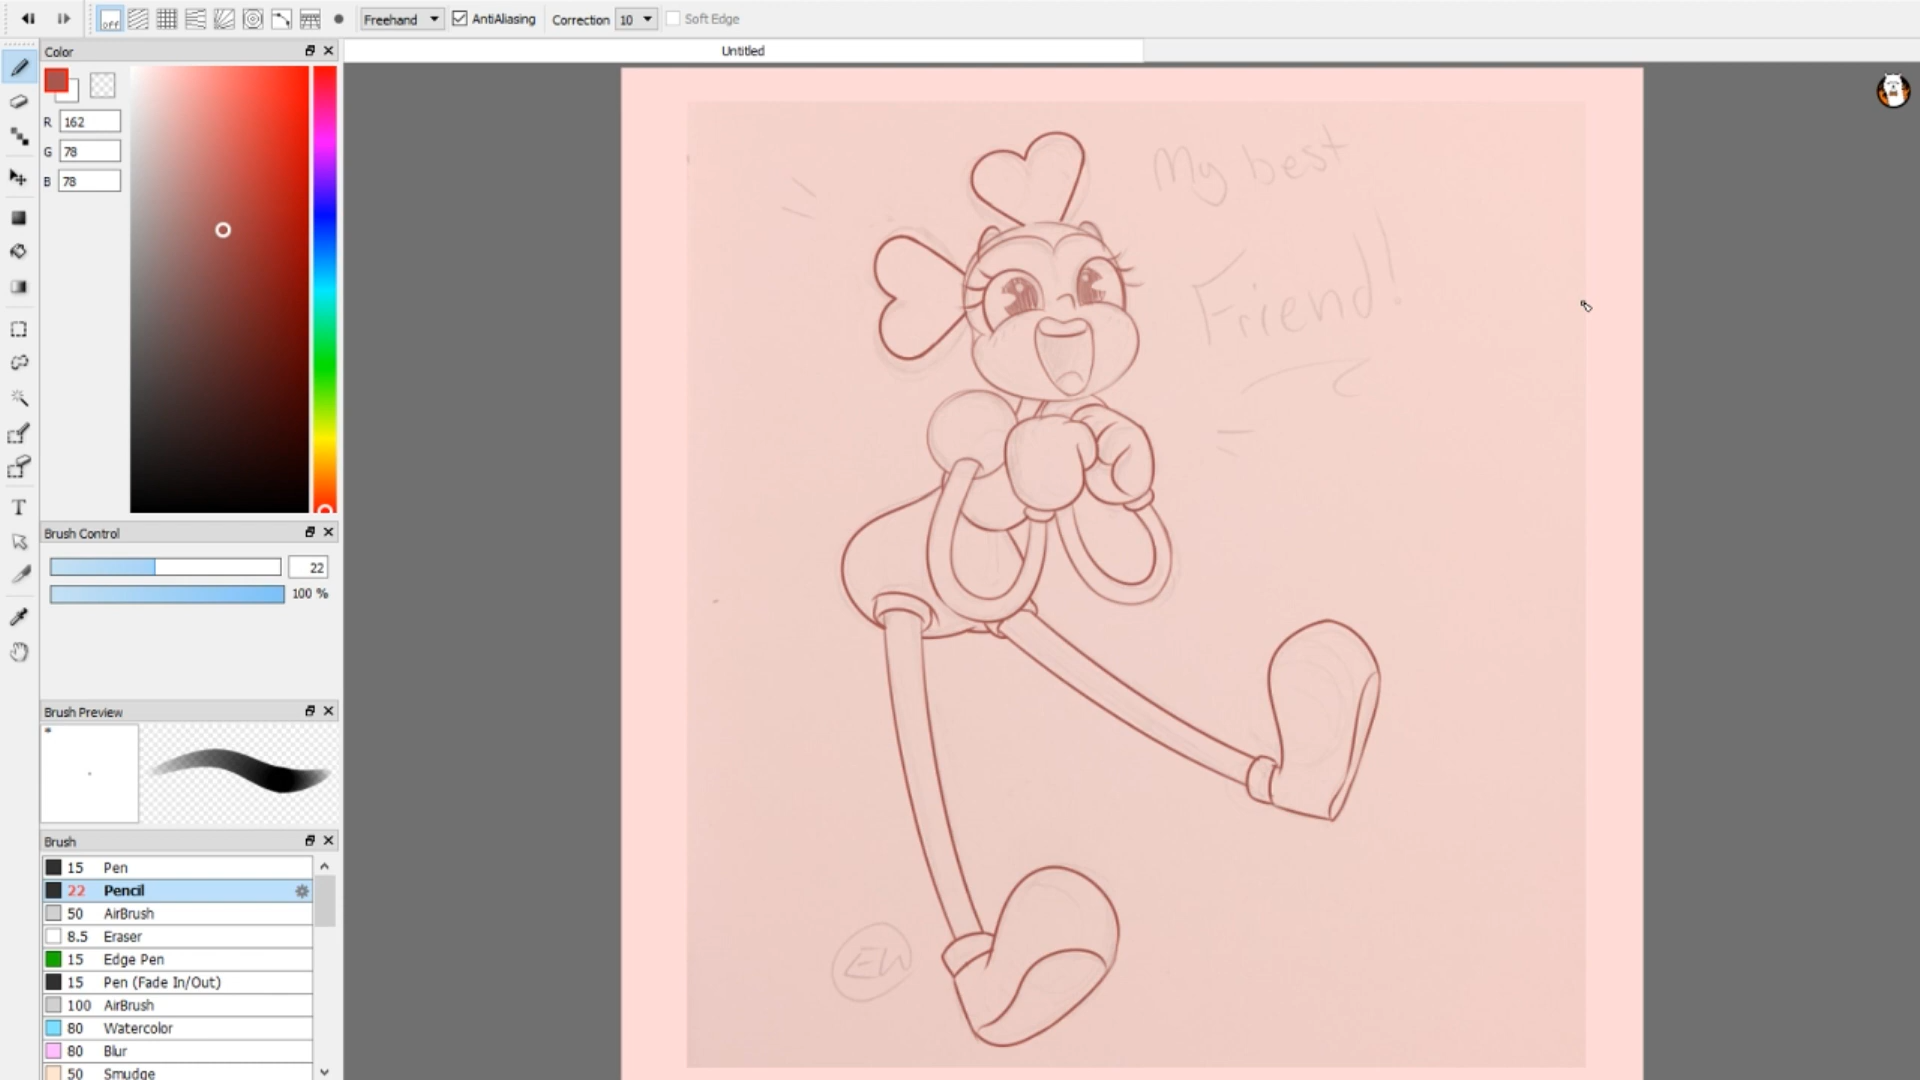 Freehand
AntiAliasing
Correction
10
Soft Edge
off
Color
Untitled
R 162
G 78
B 78
My best
Friend!
Brush Control
22
100 %
T
Brush Preview
Brush
15 Pen
22 Pencil
50 AirBrush
8.5 Eraser
15 Edge Pen
15 Pen (Fade In/Out)
100 AirBrush
80 Watercolor
80 Blur
50 Smudge
EW